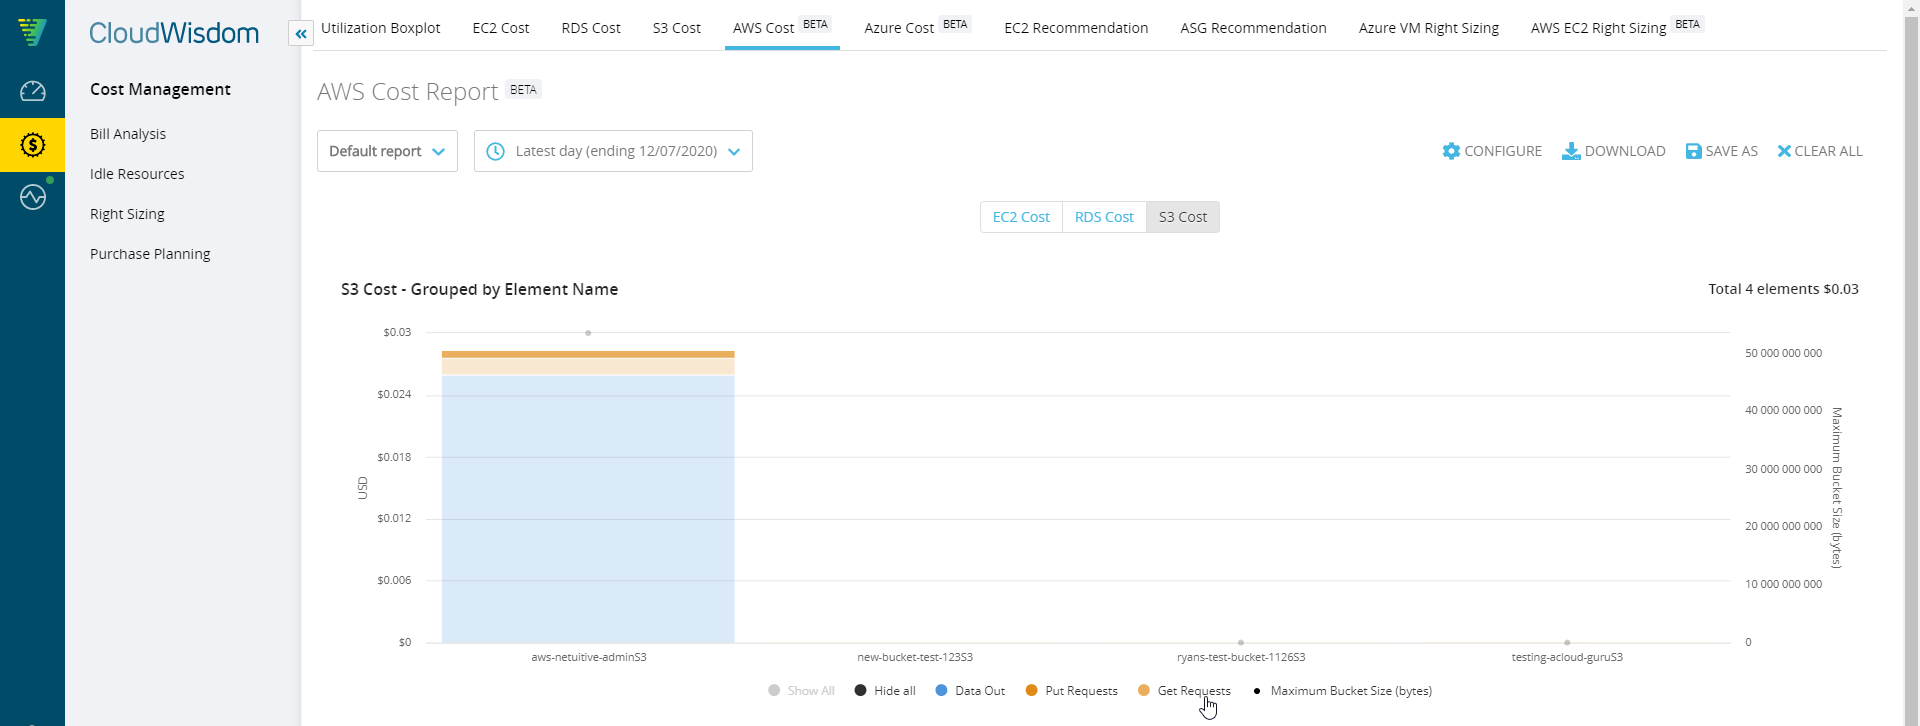 CloudWisdom
Cost Management
Bill Analysis
Idle Resources
Right Sizing
Purchase Planning
Utilization Boxplot EC2 Cost RDS Cost S3 Cost AWS Cost BETA Azure Cost BETA EC2 Recommendation ASG Recommendation Azure VM Right Sizing AWS EC2 Right Sizing BETA
AWS Cost Report BETA
Default report Latest day (ending 12/07/2020) CONFIGURE DOWNLOAD SAVE AS CLEAR ALL
EC2 Cost RDS Cost S3 Cost
S3 Cost - Grouped by Element Name Total 4 elements $0.03
$0.03
$0.024
$0.018
$0.012
$0.006
$0
USD
50 000 000 000
40 000 000 000
30 000 000 000
20 000 000 000
10 000 000 000
0
Maximum Bucket Size (bytes)
aws-netuitive-adminS3 new-bucket-test-123S3 ryans-test-bucket-1126S3 testing-acloud-guruS3
Show All Hide all Data Out Put Requests Get Requests Maximum Bucket Size (bytes)